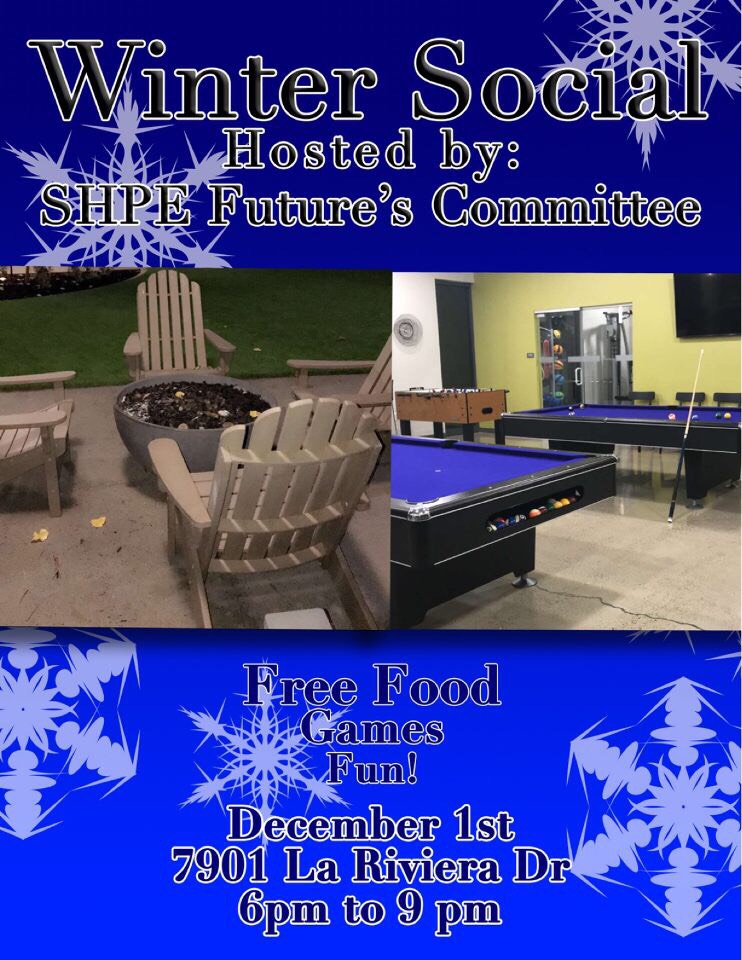 Winter Social
Hosted by:
SHPE Future's Committee
Free Food
Games
Fun!
December 1st
7901 La Riviera Dr
6pm to 9 pm